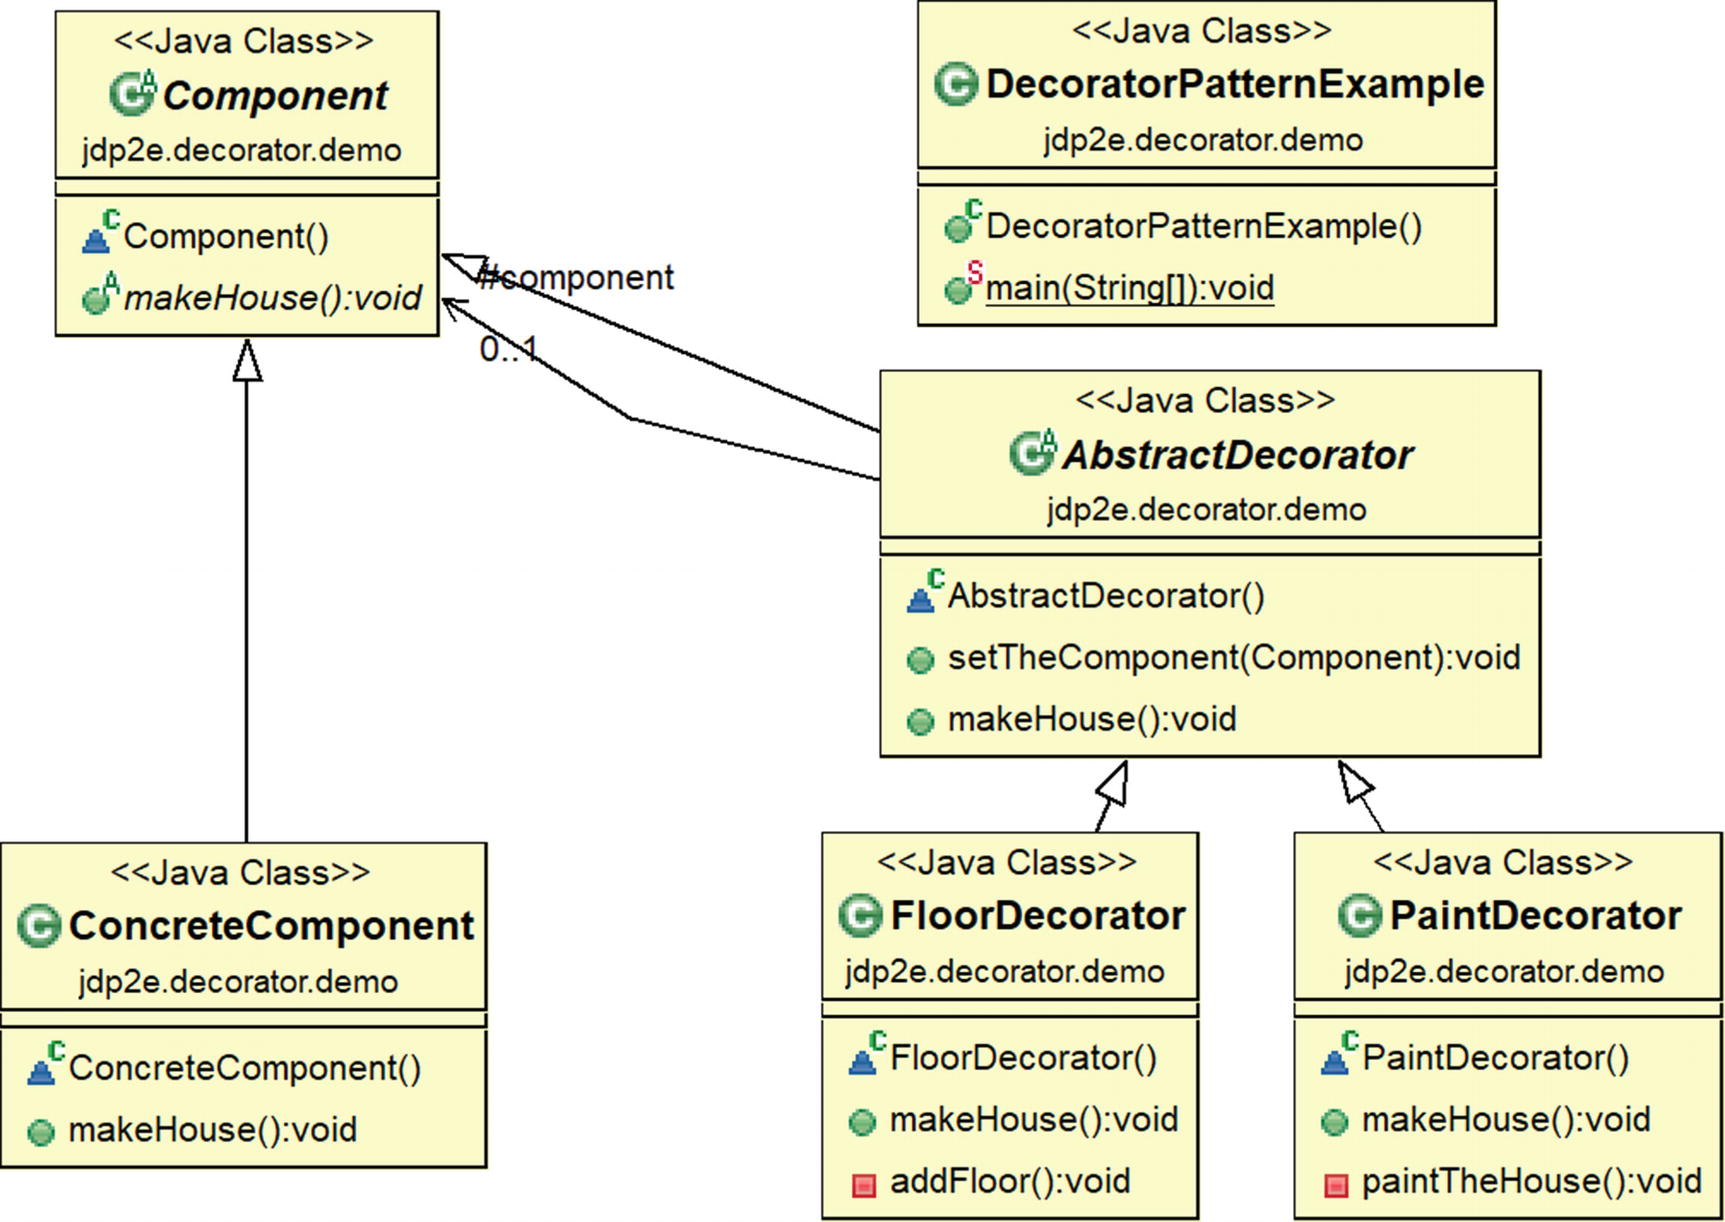 <<Java Class>>
Component
jdp2e.decorator.demo
Component()
makeHouse():void
<<Java Class>>
DecoratorPatternExample
jdp2e.decorator.demo
DecoratorPatternExample()
main(String[]):void
#component
0..1
<<Java Class>>
AbstractDecorator
jdp2e.decorator.demo
AbstractDecorator()
setTheComponent(Component):void
makeHouse():void
<<Java Class>>
ConcreteComponent
jdp2e.decorator.demo
ConcreteComponent()
makeHouse():void
<<Java Class>>
FloorDecorator
jdp2e.decorator.demo
FloorDecorator()
makeHouse():void
addFloor():void
<<Java Class>>
PaintDecorator
jdp2e.decorator.demo
PaintDecorator()
makeHouse():void
paintTheHouse():void